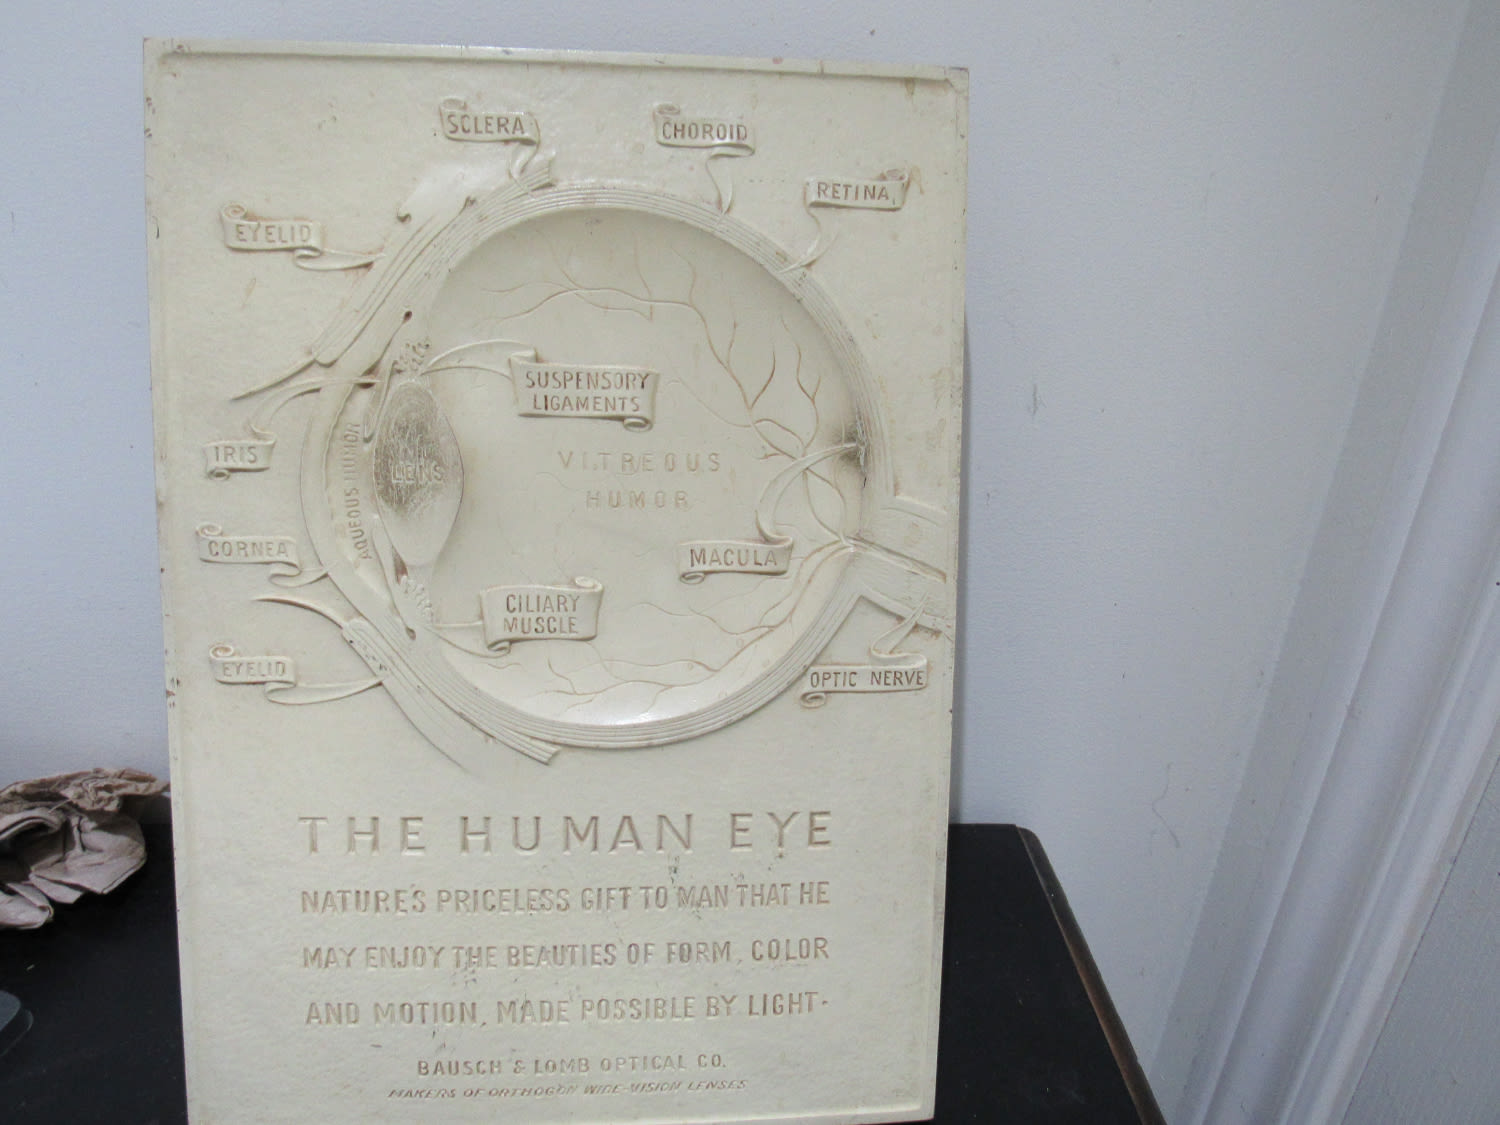 SCLERA
CHOROID
RETINA
EYELID
SUSPENSORY
LIGAMENTS
IRIS
AQUEOUS HUMOR
LENS
VITREOUS
HUMOR
CORNEA
MACULA
CILIARY
MUSCLE
EYELID
OPTIC NERVE
THE HUMAN EYE
NATURE'S PRICELESS GIFT TO MAN THAT HE
MAY ENJOY THE BEAUTIES OF FORM, COLOR
AND MOTION, MADE POSSIBLE BY LIGHT.
BAUSCH & LOMB OPTICAL CO.
MAKERS OF ORTHOGON WIDE-VISION LENSES